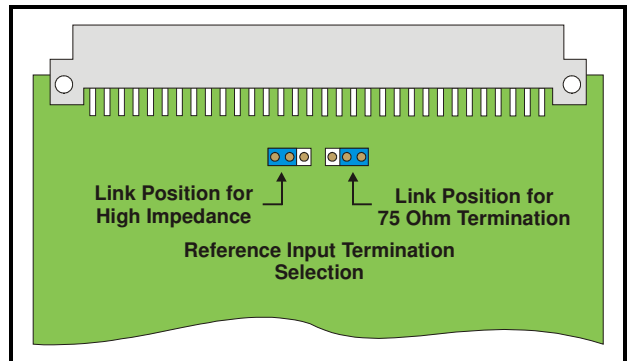 Link Position for
High Impedance
Link Position for
75 Ohm Termination
Reference Input Termination
Selection